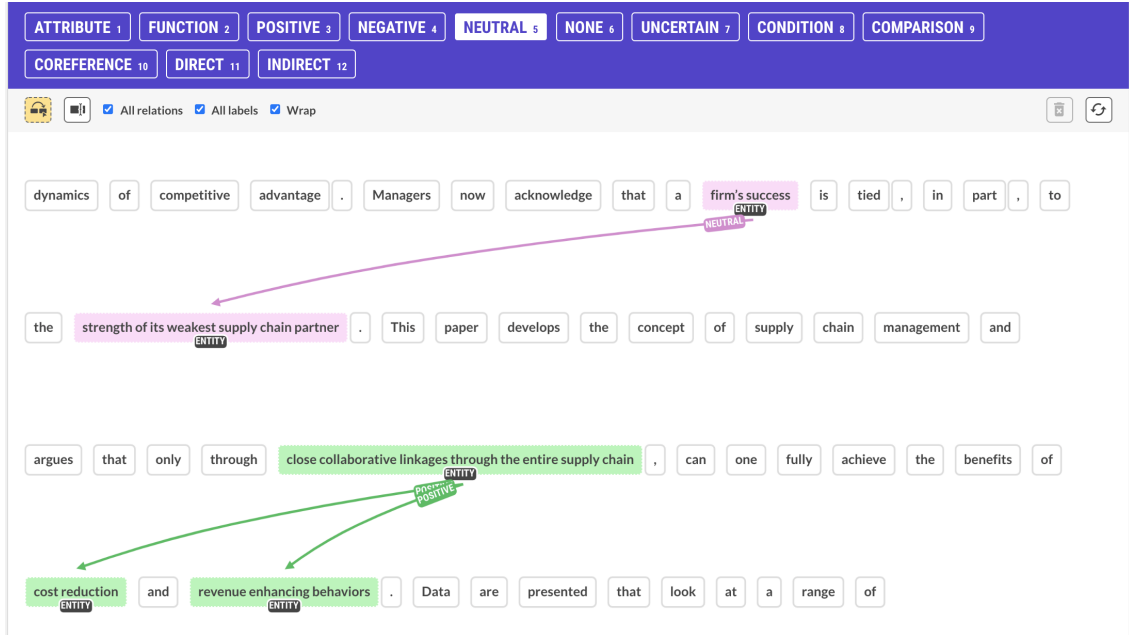 ATTRIBUTE 1 FUNCTION 2 POSITIVE 3 NEGATIVE 4 NEUTRAL 5 NONE 6 UNCERTAIN 7 CONDITION 8 COMPARISON 9
COREFERENCE 10 DIRECT 11 INDIRECT 12
All relations All labels Wrap
dynamics of competitive advantage . Managers now acknowledge that a firm's success is tied , in part , to
ENTITY
NEUTRAL
the strength of its weakest supply chain partner . This paper develops the concept of supply chain management and
ENTITY
argues that only through close collaborative linkages through the entire supply chain , can one fully achieve the benefits of
ENTITY
POSITIVE
POSITIVE
cost reduction and revenue enhancing behaviors . Data are presented that look at a range of
ENTITY ENTITY